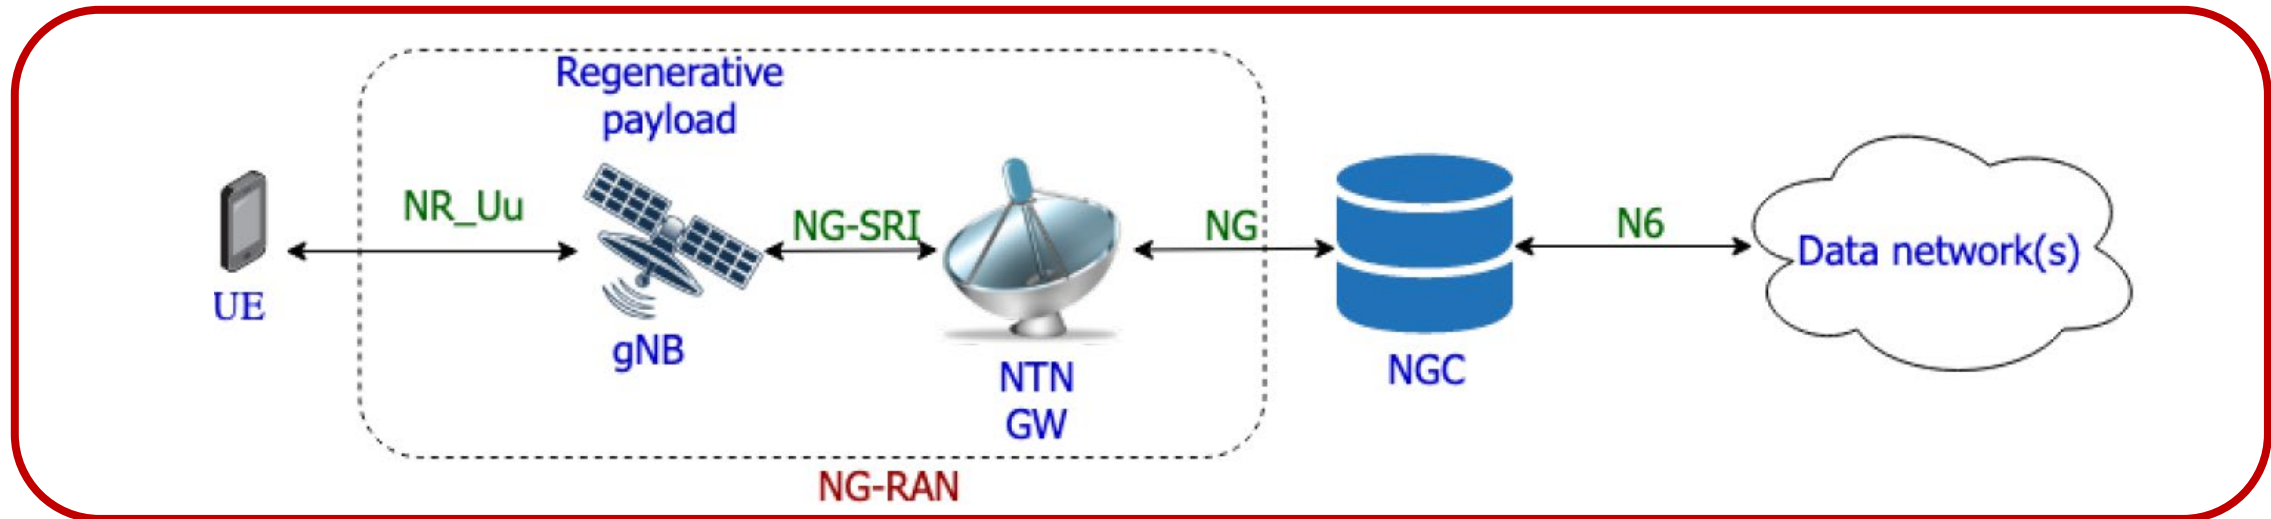 Regenerative
payload
NR_Uu
NG-SRI
NG
N6
Data network(s)
UE
gNB
NTN
GW
NGC
NG-RAN